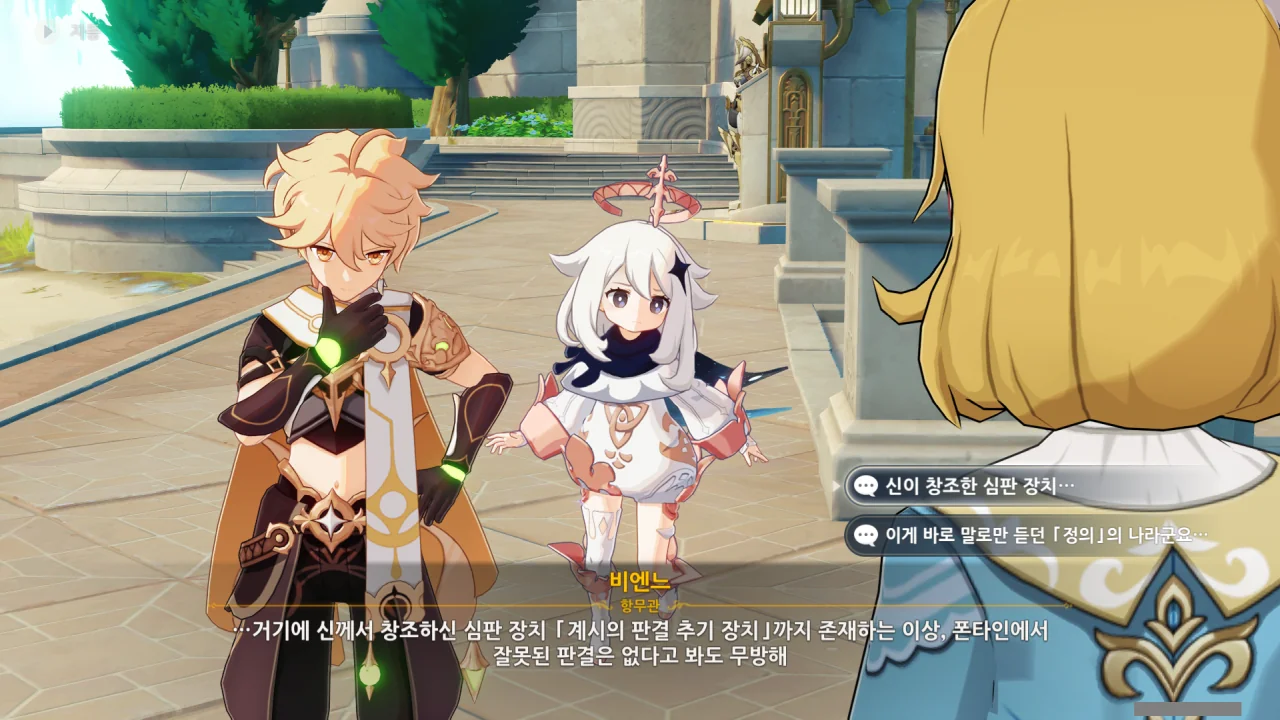 자동
신이 창조한 심판 장치…
이게 바로 말로만 듣던 「정의」의 나라군요…
비엔느
항무관
…거기에 신께서 창조하신 심판 장치 「계시의 판결 추기 장치」까지 존재하는 이상, 폰타인에서
잘못된 판결은 없다고 봐도 무방해